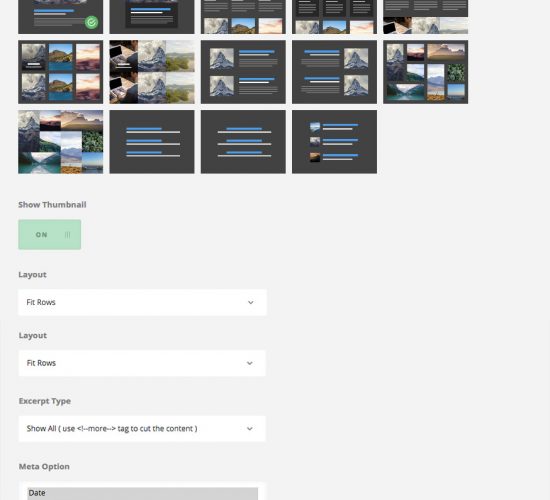 Show Thumbnail
ON
Layout
Fit Rows
Layout
Fit Rows
Excerpt Type
Show All ( use <!--more--> tag to cut the content )
Meta Option
Date